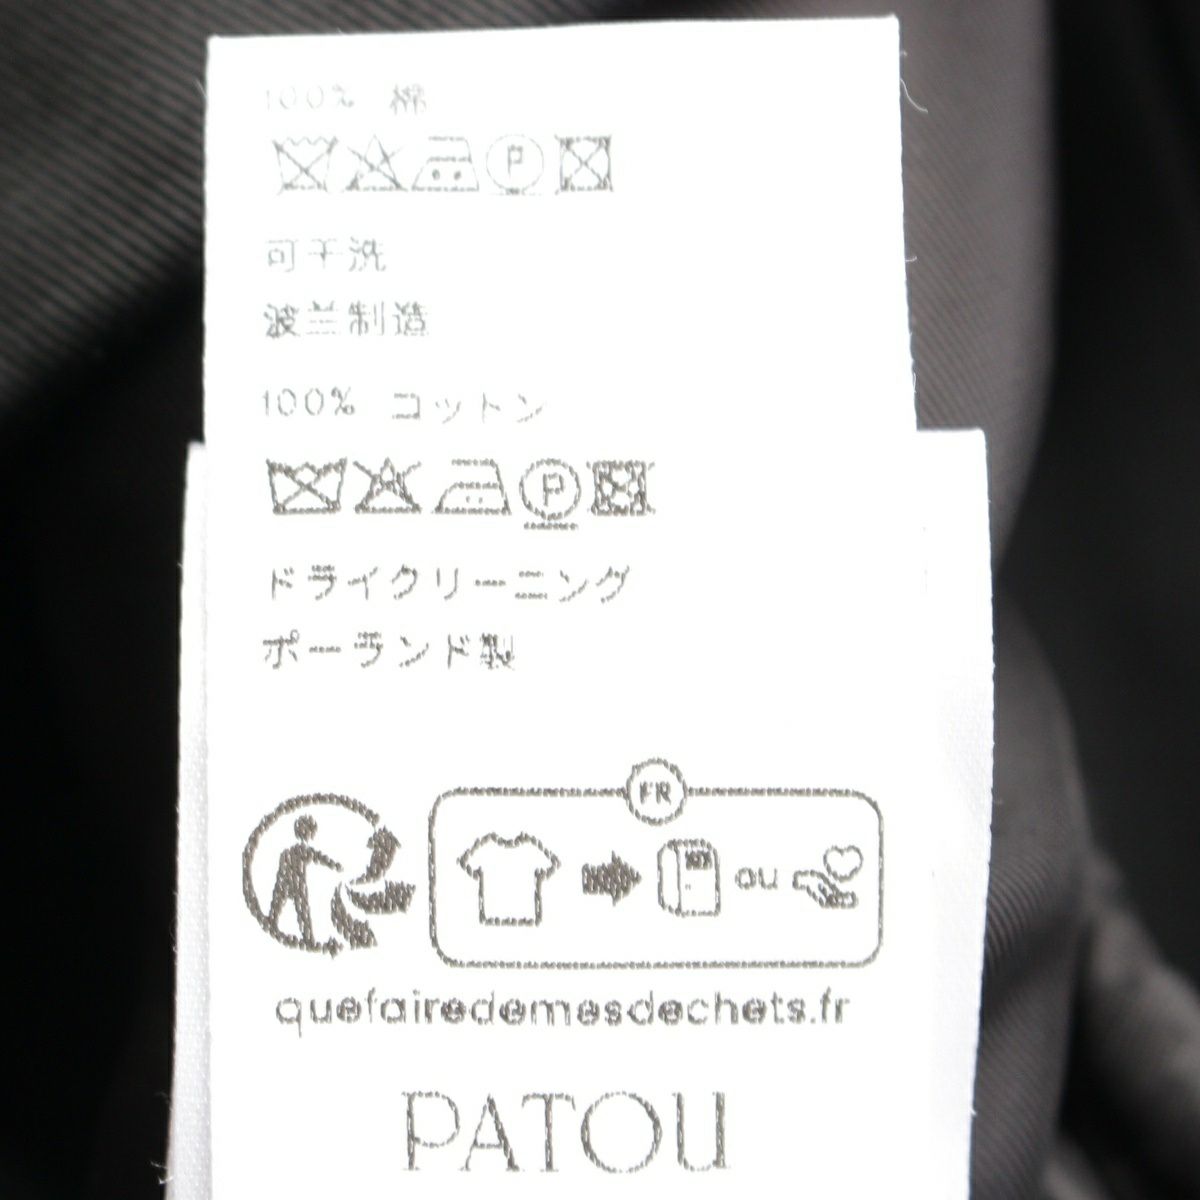 100% 棉
P
可干洗
波兰制造
100% コットン
P
ドライクリーニング
ポーランド製
FR
ou
quefairedemesdechets.fr
PATOU